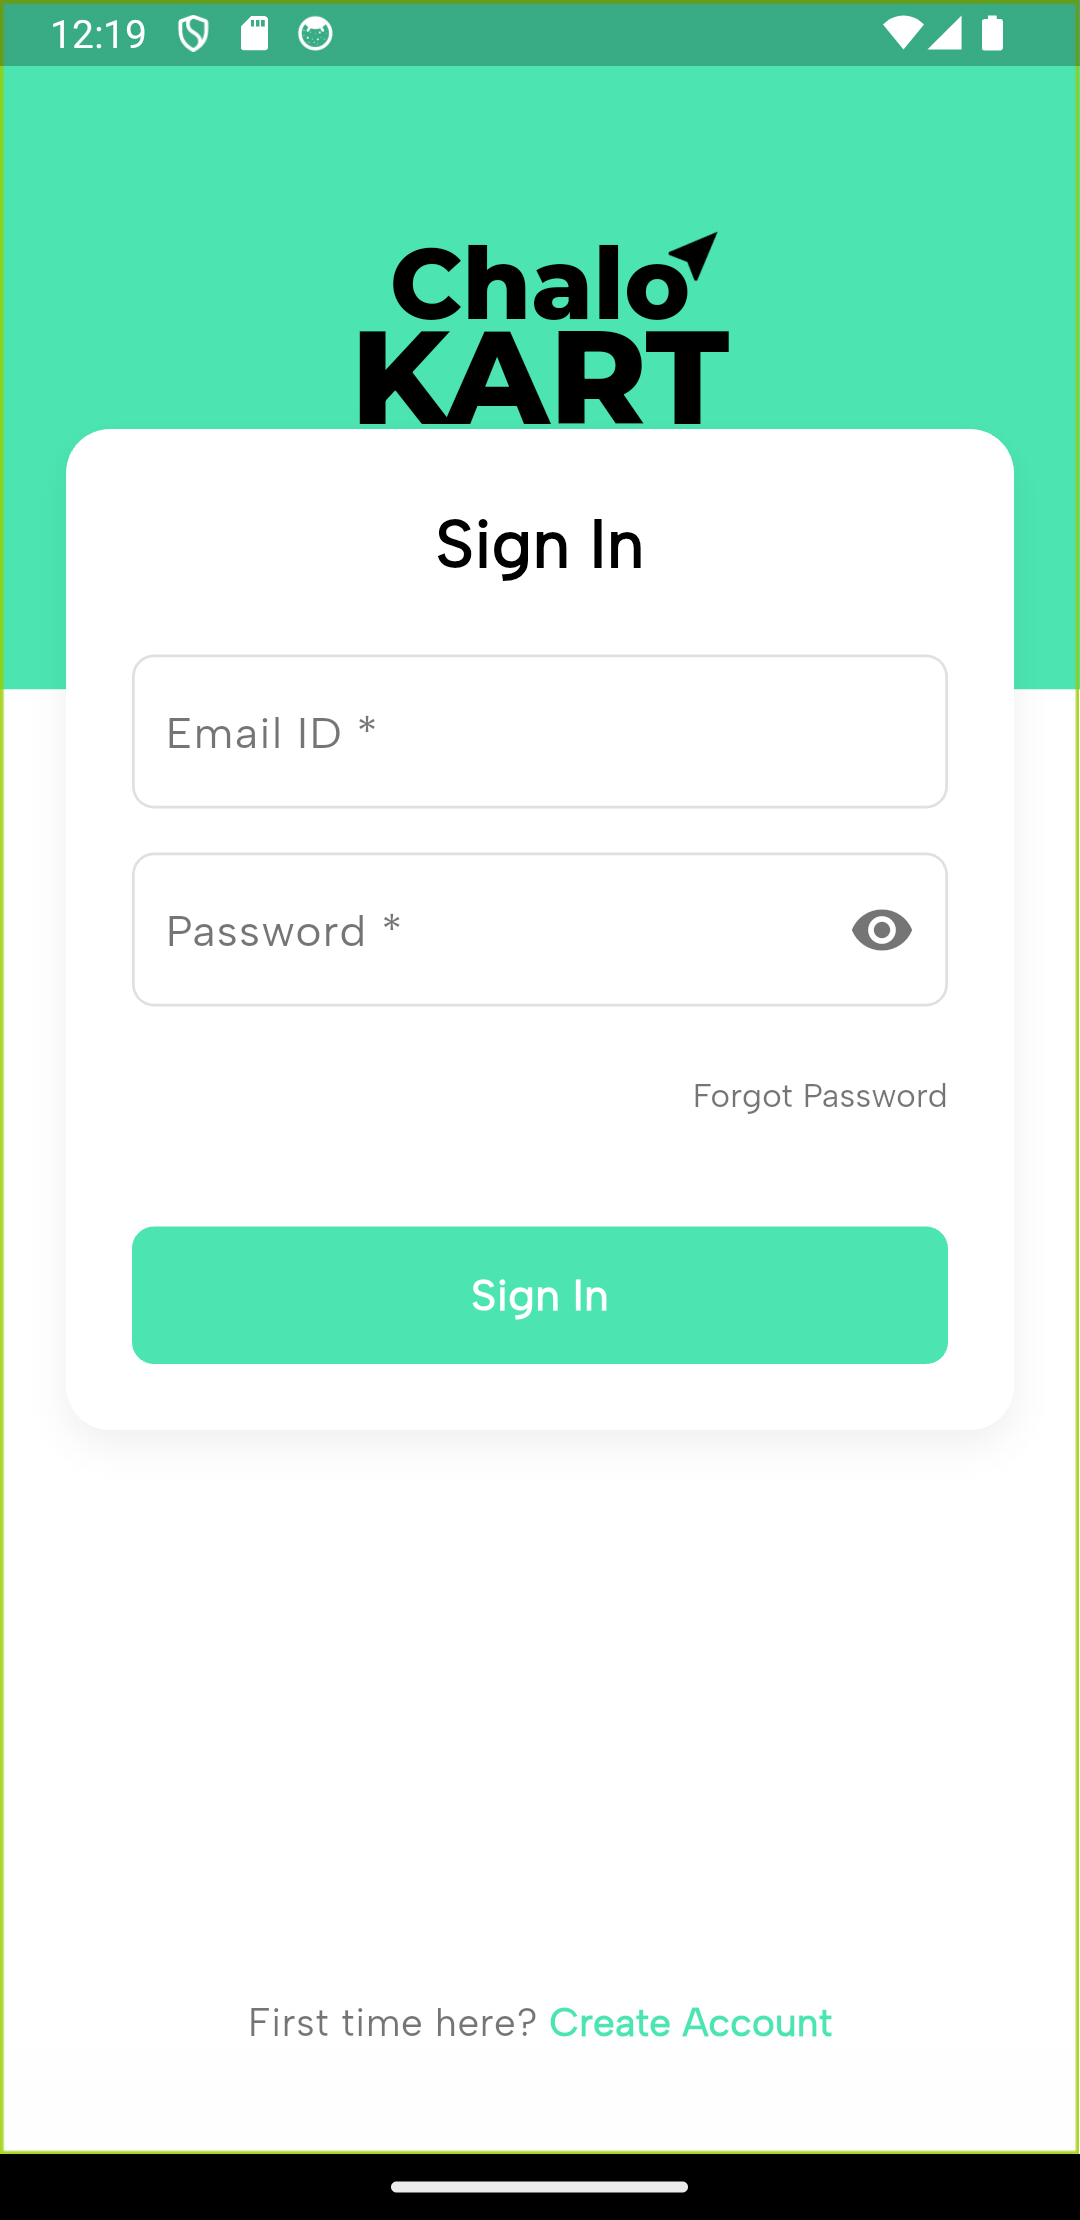 12:19
Chalo
KART
Sign In
Email ID *
Password *
Forgot Password
Sign In
First time here? Create Account